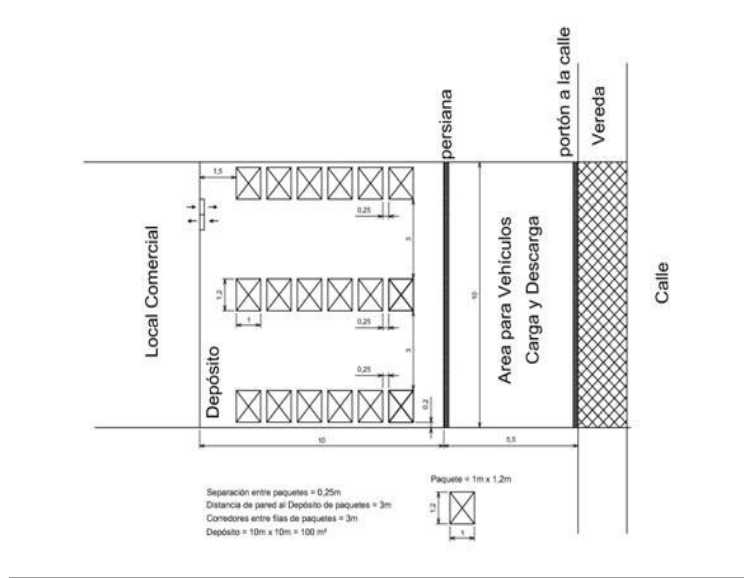 persiana
portón a la calle
Vereda
1,5
0,25
3
Local Comercial
Depósito
1,2
1
0,25
10
Area para Vehículos
Carga y Descarga
Calle
0,25
3
0,2
10
5,5
Separación entre paquetes = 0,25m
Distancia de pared al Depósito de paquetes = 3m
Corredores entre filas de paquetes = 3m
Depósito = 10m x 10m = 100 m²
Paquete = 1m x 1,2m
1,2
1